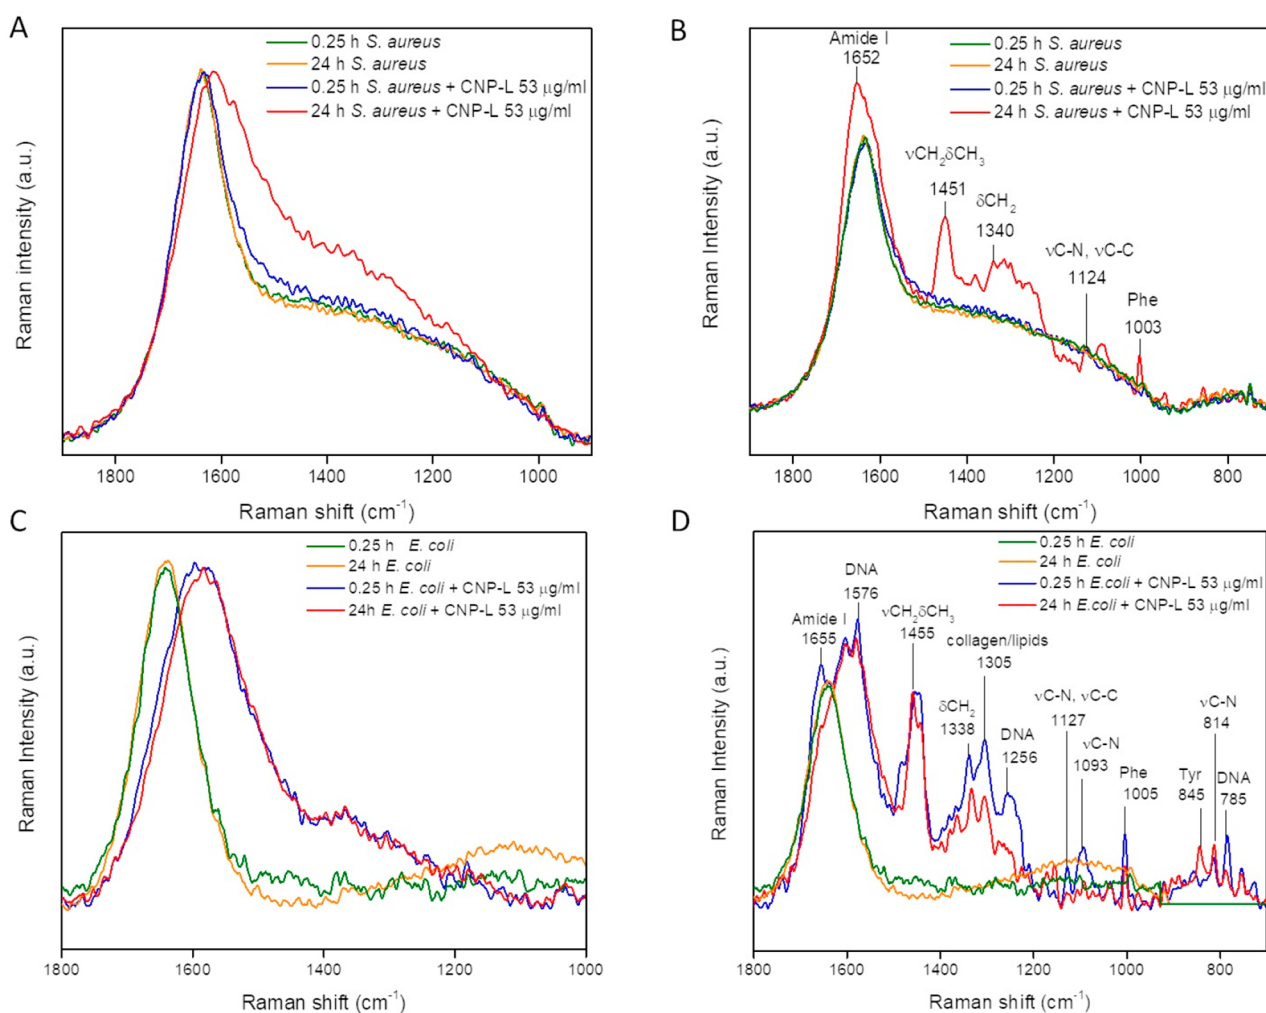 A
0.25 h S. aureus
24 h S. aureus
0.25 h S. aureus + CNP-L 53 µg/ml
24 h S. aureus + CNP-L 53 µg/ml
Raman intensity (a.u.)
1800 1600 1400 1200 1000
Raman shift (cm⁻¹)
B
0.25 h S. aureus
24 h S. aureus
0.25 h S. aureus + CNP-L 53 µg/ml
24 h S. aureus + CNP-L 53 µg/ml
Amide I
1652
νCH₂δCH₃
1451
δCH₂
1340
νC-N, νC-C
1124
Phe
1003
Raman Intensity (a.u.)
1800 1600 1400 1200 1000 800
Raman shift (cm⁻¹)
C
0.25 h E. coli
24 h E. coli
0.25 h E. coli + CNP-L 53 µg/ml
24h E. coli + CNP-L 53 µg/ml
Raman Intensity (a.u.)
1800 1600 1400 1200 1000
Raman shift (cm⁻¹)
D
0.25 h E. coli
24 h E. coli
0.25 h E.coli + CNP-L 53 µg/ml
24 h E.coli + CNP-L 53 µg/ml
Amide I
1655
DNA
1576
νCH₂δCH₃
1455
δCH₂
1338
collagen/lipids
1305
DNA
1256
νC-N, νC-C
1127
νC-N
1093
Phe
1005
Tyr
845
νC-N
814
DNA
785
Raman Intensity (a.u.)
1800 1600 1400 1200 1000 800
Raman shift (cm⁻¹)